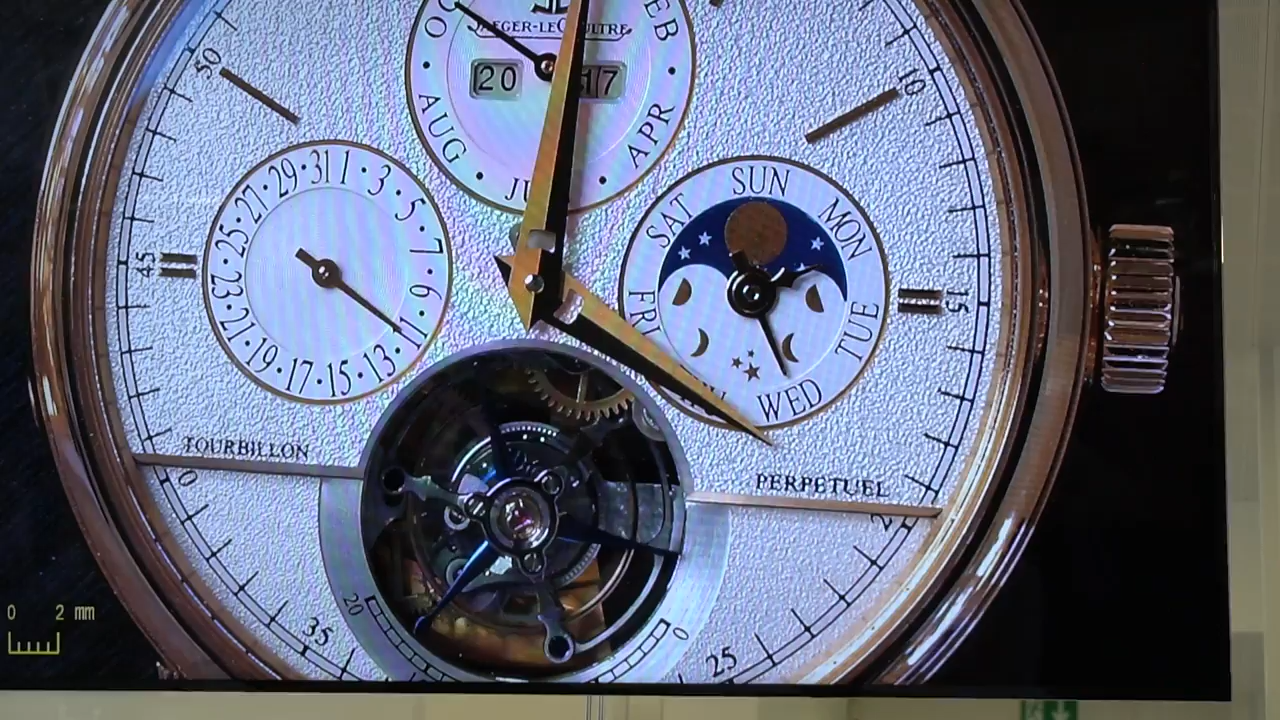 FEB
JAEGER-LECOULTRE
20 17
AUG
APR
50
10
29 31 1 3 5 7 9 11 13 15 17 19 21 23 25 27
SUN
MON
TUE
WED
FRI
SAT
45
15
TOURBILLON
PERPETUEL
20
0
35
25
0 2 mm